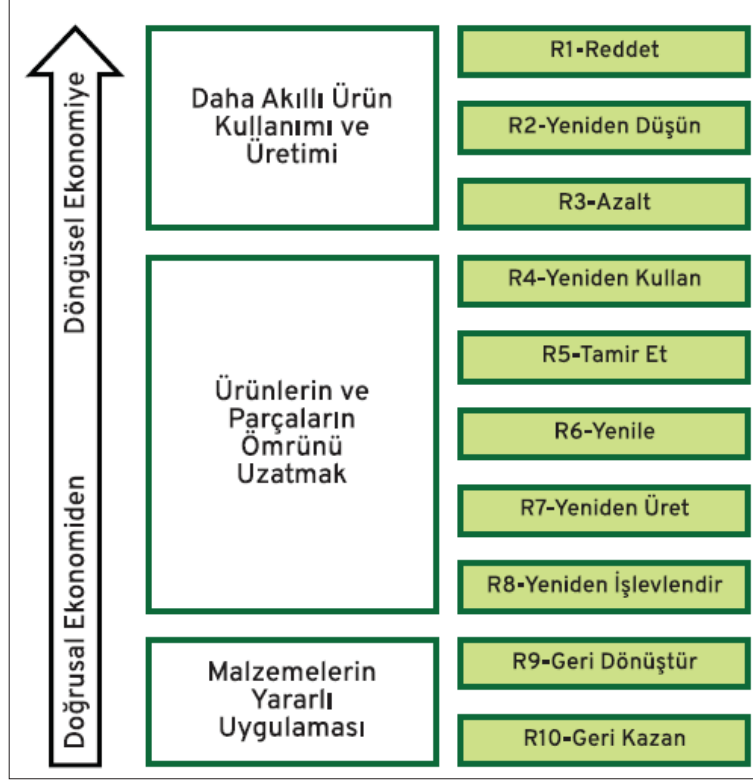 Döngüsel Ekonomiye
Doğrusal Ekonomiden
Daha Akıllı Ürün
Kullanımı ve
Üretimi
R1-Reddet
R2-Yeniden Düşün
R3-Azalt
Ürünlerin ve
Parçaların
Ömrünü
Uzatmak
R4-Yeniden Kullan
R5-Tamir Et
R6-Yenile
R7-Yeniden Üret
R8-Yeniden İşlevlendir
Malzemelerin
Yararlı
Uygulaması
R9-Geri Dönüştür
R10-Geri Kazan